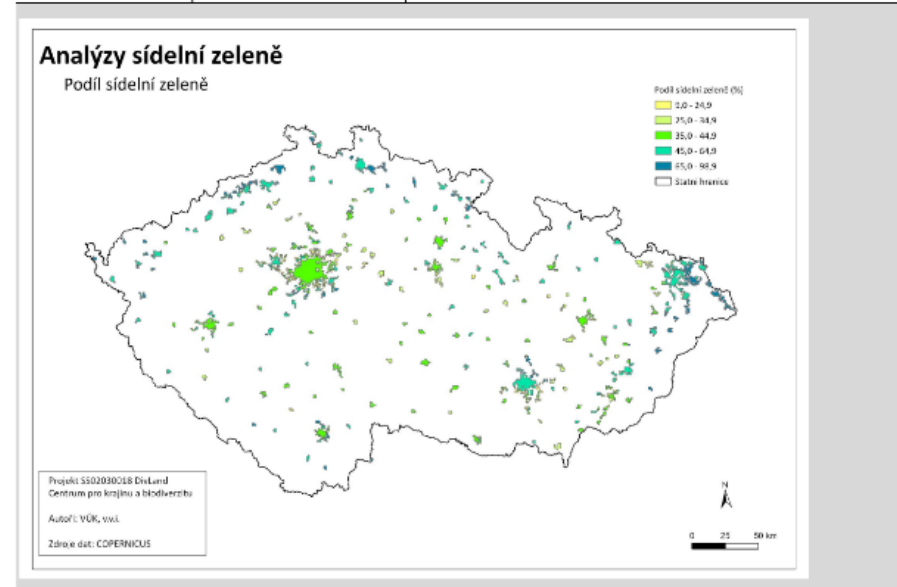 Analýzy sídelní zeleně
Podíl sídelní zeleně
Podíl sídelní zeleně (%)
9,0 - 24,9
25,0 - 34,9
35,0 - 44,9
45,0 - 64,9
65,0 - 98,9
Statní hranice
Projekt SS02030018 DivLand
Centrum pro krajinu a biodiverzitu
Autoři: VÚK, v.v.i.
Zdroje dat: COPERNICUS
N
0 25 50 km